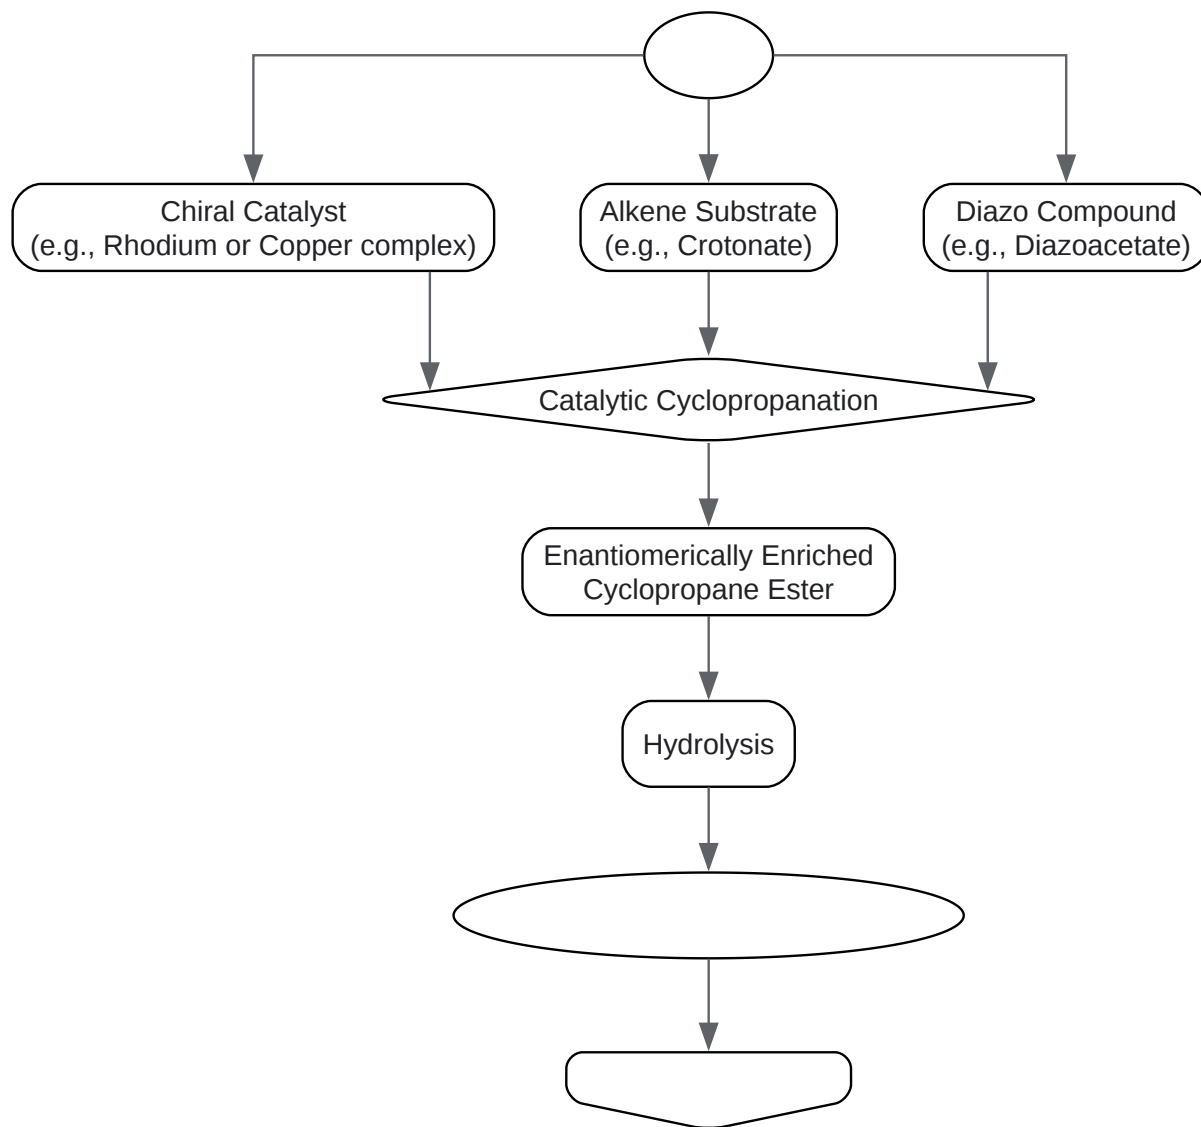 Chiral Catalyst
(e.g., Rhodium or Copper complex)
Alkene Substrate
(e.g., Crotonate)
Diazo Compound
(e.g., Diazoacetate)
Catalytic Cyclopropanation
Enantiomerically Enriched
Cyclopropane Ester
Hydrolysis